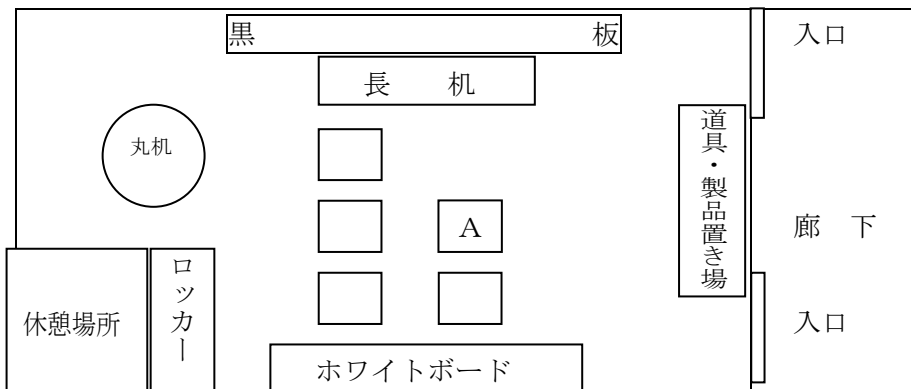 黒　　　　　　　　板
入口
長　机
丸机
道具・製品置き場
A
廊　下
ロッカー
休憩場所
入口
ホワイトボード